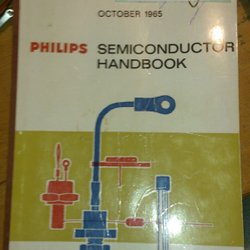 OCTOBER 1965
PHILIPS SEMICONDUCTOR
HANDBOOK